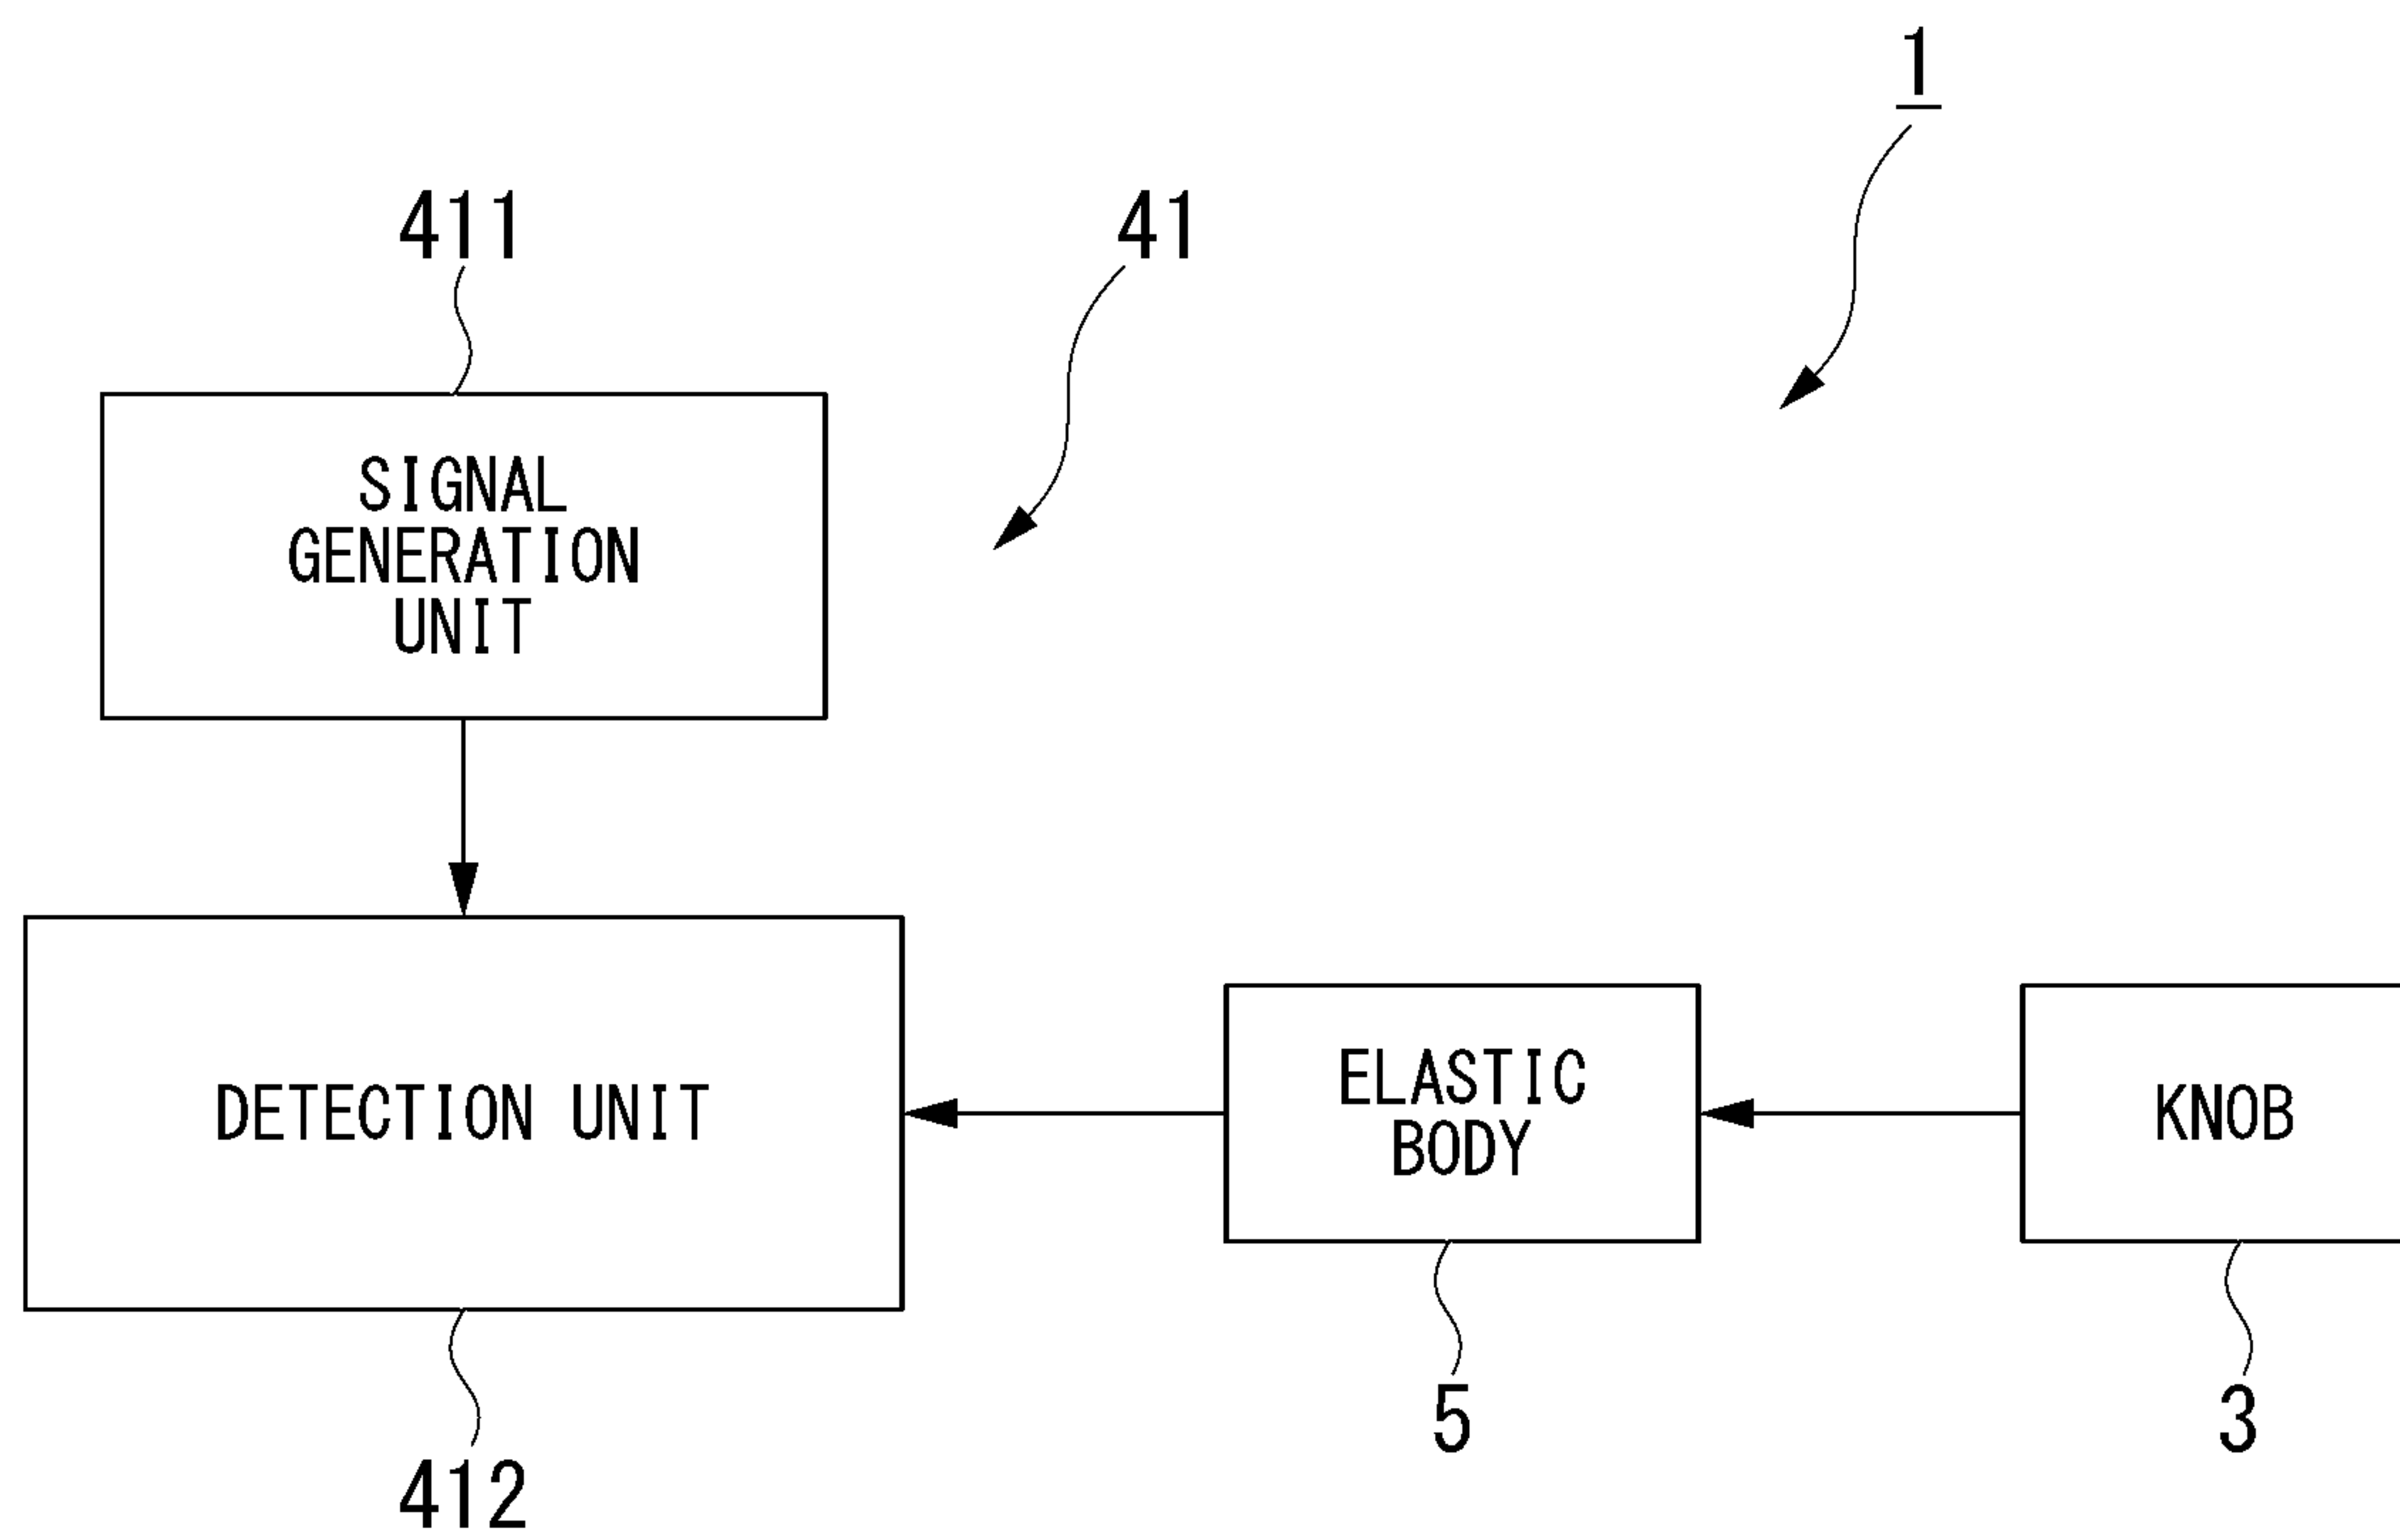 1
411
41
SIGNAL
GENERATION
UNIT
DETECTION UNIT
ELASTIC
BODY
KNOB
5
3
412